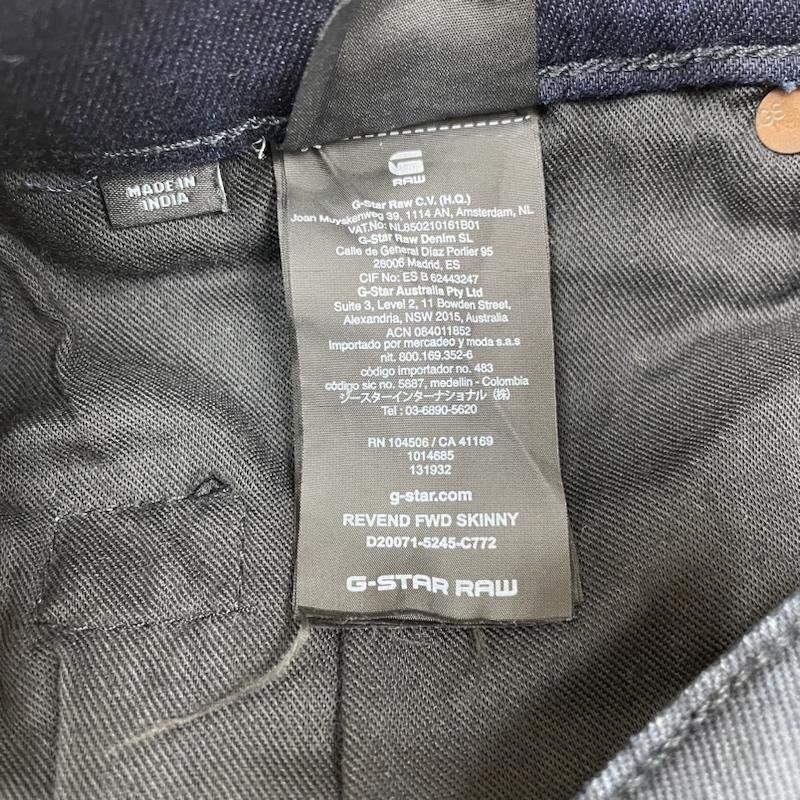 MADE IN
INDIA
RAW
G-Star Raw C.V. (H.Q.)
Joan Muyskenweg 39, 1114 AN, Amsterdam, NL
VAT.No: NL850210161B01
G-Star Raw Denim SL
Calle de General Diaz Porlier 95
28006 Madrid, ES
CIF No: ES B 62443247
G-Star Australia Pty Ltd
Suite 3, Level 2, 11 Bowden Street,
Alexandria, NSW 2015, Australia
ACN 084011852
Importado por mercadeo y moda s.a.s
nit. 800.169.352-6
código importador no. 483
código sic no. 5887, medellin - Colombia
ジースターインターナショナル (株)
Tel : 03-6890-5620
RN 104506 / CA 41169
1014685
131932
g-star.com
REVEND FWD SKINNY
D20071-5245-C772
G-STAR RAW
GS